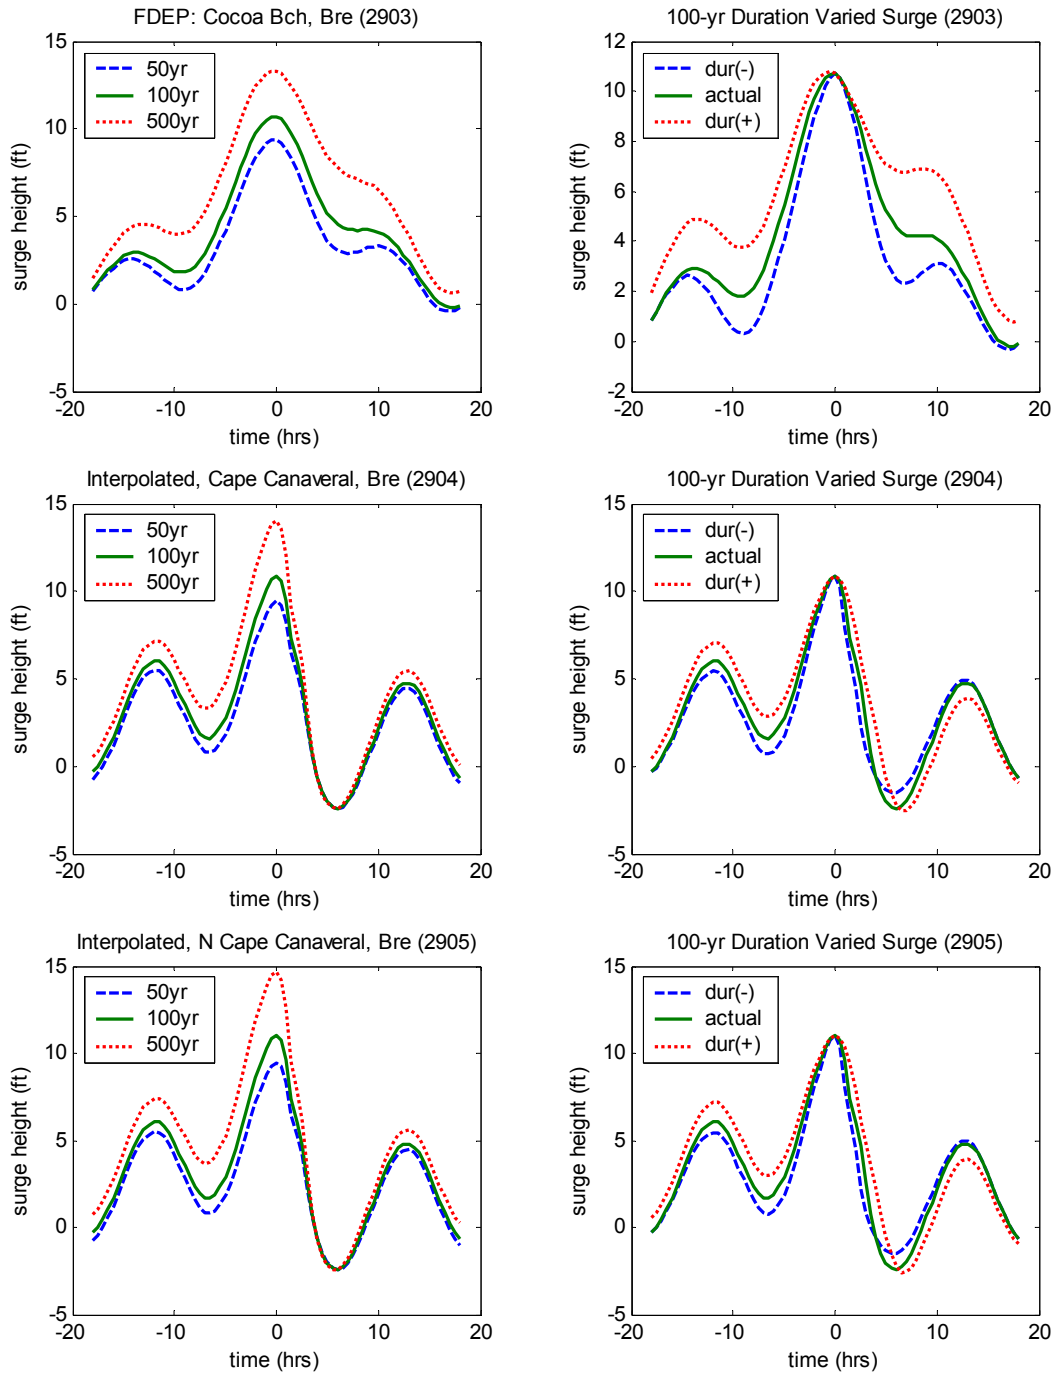 FDEP: Cocoa Bch, Bre (2903)
15
10
5
0
-5
-20
-10
0
10
20
surge height (ft)
time (hrs)
50yr
100yr
500yr
100-yr Duration Varied Surge (2903)
12
10
8
6
4
2
0
-2
-20
-10
0
10
20
surge height (ft)
time (hrs)
dur(-)
actual
dur(+)
Interpolated, Cape Canaveral, Bre (2904)
15
10
5
0
-5
-20
-10
0
10
20
surge height (ft)
time (hrs)
50yr
100yr
500yr
100-yr Duration Varied Surge (2904)
15
10
5
0
-5
-20
-10
0
10
20
surge height (ft)
time (hrs)
dur(-)
actual
dur(+)
Interpolated, N Cape Canaveral, Bre (2905)
15
10
5
0
-5
-20
-10
0
10
20
surge height (ft)
time (hrs)
50yr
100yr
500yr
100-yr Duration Varied Surge (2905)
15
10
5
0
-5
-20
-10
0
10
20
surge height (ft)
time (hrs)
dur(-)
actual
dur(+)